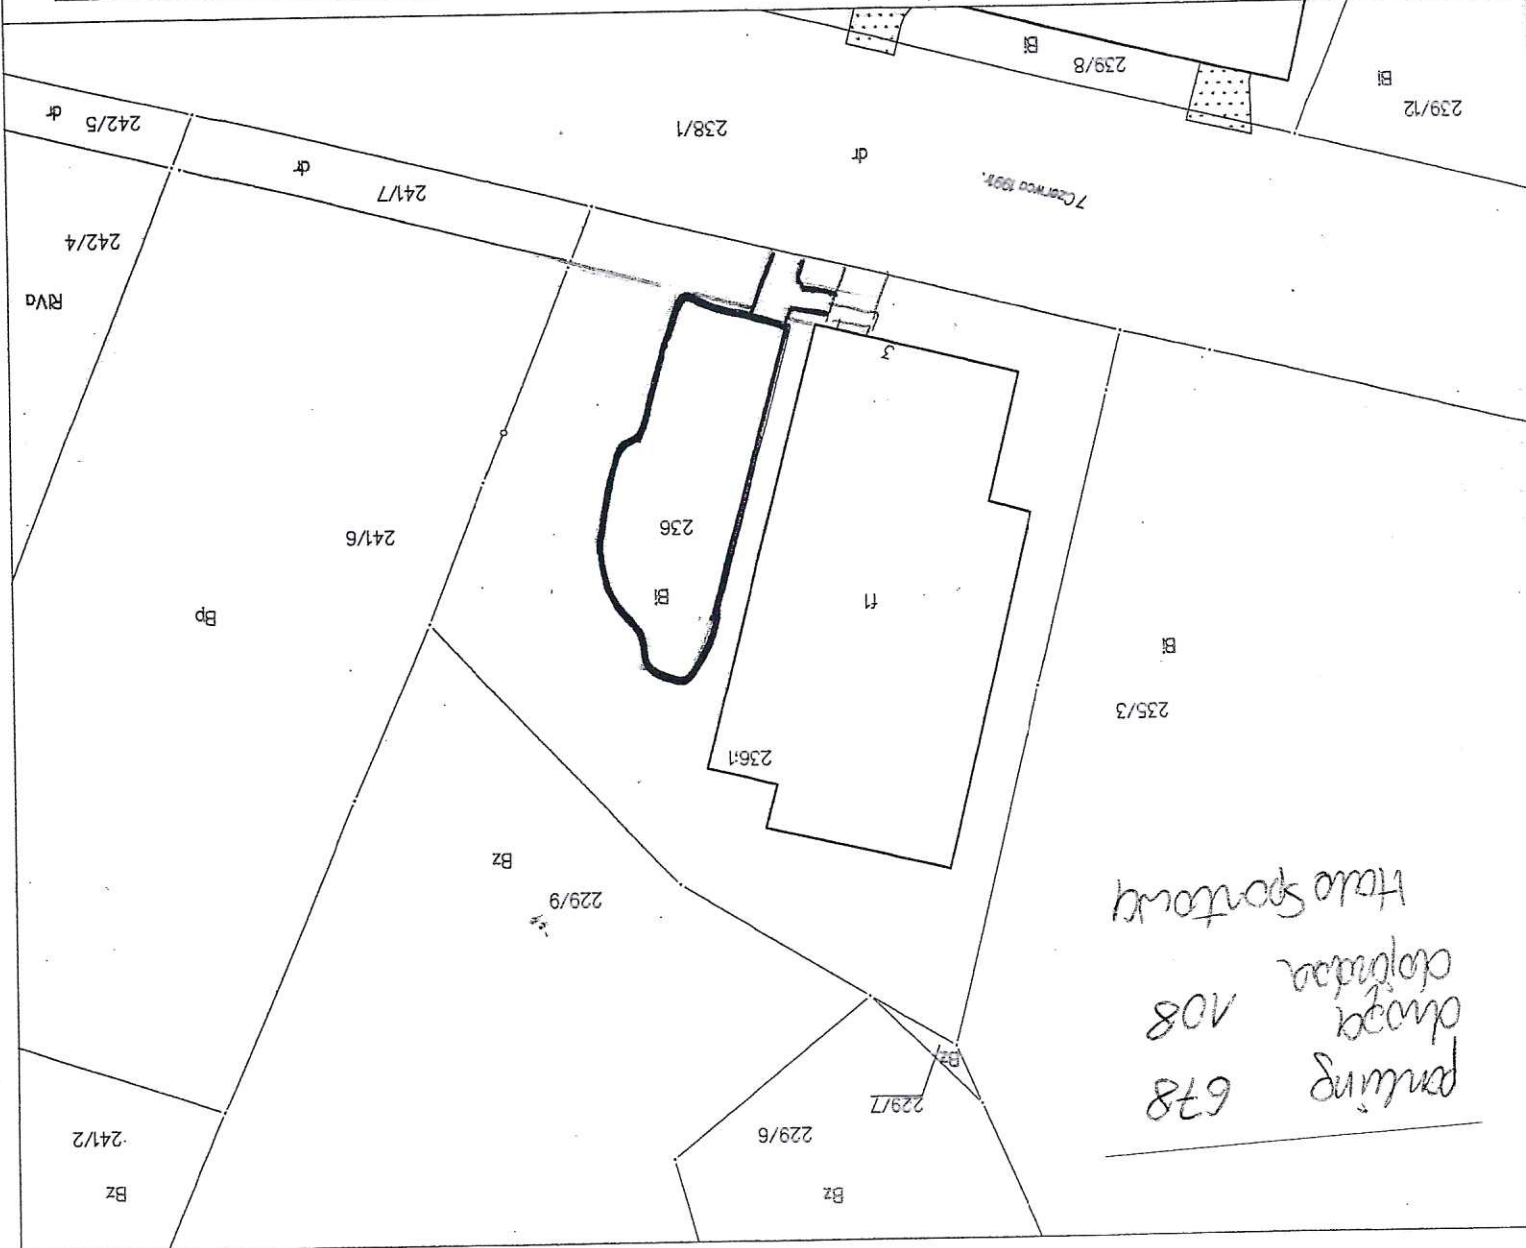 Bz
Bz
229/6
241/2
229/7
Bz
parking 678
droga 108
Hala Sportowa
229/9
Bz
236;1
235/3
Bi
f1
Bi
Bp
236
241/6
3
RIVa
242/4
7 Czerwca 1991r.
241/7
dr
dr
238/1
242/5 dr
239/12
Bi
239/8
Bi